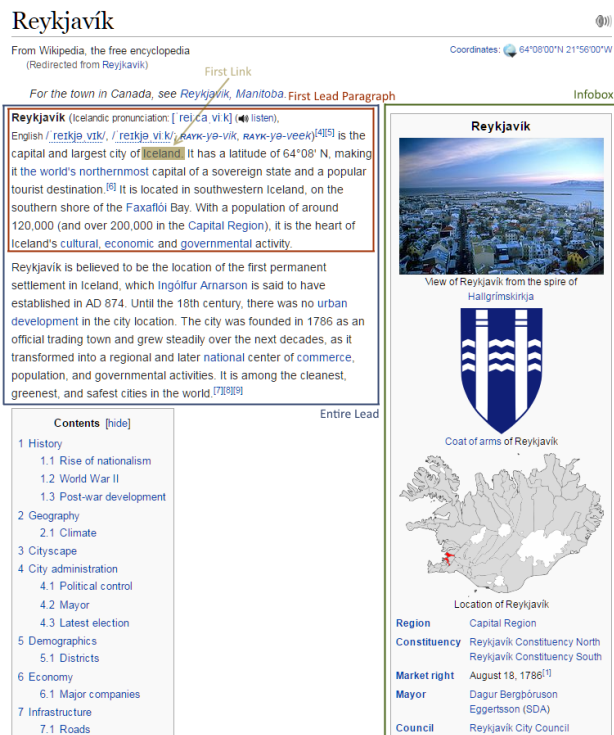 Reykjavík
From Wikipedia, the free encyclopedia
(Redirected from Reyjkavik)
Coordinates: 64°08′00″N 21°56′00″W
First Link
For the town in Canada, see Reykjavik, Manitoba.
First Lead Paragraph
Infobox
Reykjavík (Icelandic pronunciation: [ˈreiːcaˌviːk] (listen),
English /ˈreɪkjəˌvɪk/, /ˈreɪkjəˌviːk/; RAYK-yə-vik, RAYK-yə-veek)[4][5] is the
capital and largest city of Iceland. It has a latitude of 64°08' N, making
it the world's northernmost capital of a sovereign state and a popular
tourist destination.[6] It is located in southwestern Iceland, on the
southern shore of the Faxaflói Bay. With a population of around
120,000 (and over 200,000 in the Capital Region), it is the heart of
Iceland's cultural, economic and governmental activity.
Reykjavík is believed to be the location of the first permanent
settlement in Iceland, which Ingólfur Arnarson is said to have
established in AD 874. Until the 18th century, there was no urban
development in the city location. The city was founded in 1786 as an
official trading town and grew steadily over the next decades, as it
transformed into a regional and later national center of commerce,
population, and governmental activities. It is among the cleanest,
greenest, and safest cities in the world.[7][8][9]
Entire Lead
Contents [hide]
1 History
1.1 Rise of nationalism
1.2 World War II
1.3 Post-war development
2 Geography
2.1 Climate
3 Cityscape
4 City administration
4.1 Political control
4.2 Mayor
4.3 Latest election
5 Demographics
5.1 Districts
6 Economy
6.1 Major companies
7 Infrastructure
7.1 Roads
Reykjavík
View of Reykjavík from the spire of
Hallgrímskirkja
Coat of arms of Reykjavík
Location of Reykjavík
Region Capital Region
Constituency Reykjavík Constituency North
Reykjavík Constituency South
Market right August 18, 1786[1]
Mayor Dagur Bergþóruson
Eggertsson (SDA)
Council Reykjavík City Council